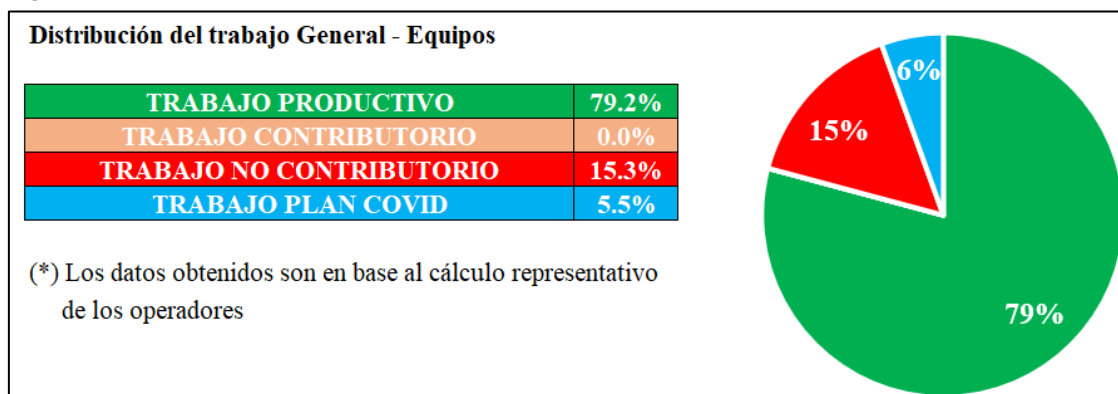 Distribución del trabajo General - Equipos
TRABAJO PRODUCTIVO 79.2%
TRABAJO CONTRIBUTORIO 0.0%
TRABAJO NO CONTRIBUTORIO 15.3%
TRABAJO PLAN COVID 5.5%
(*) Los datos obtenidos son en base al cálculo representativo
de los operadores
6%
15%
79%